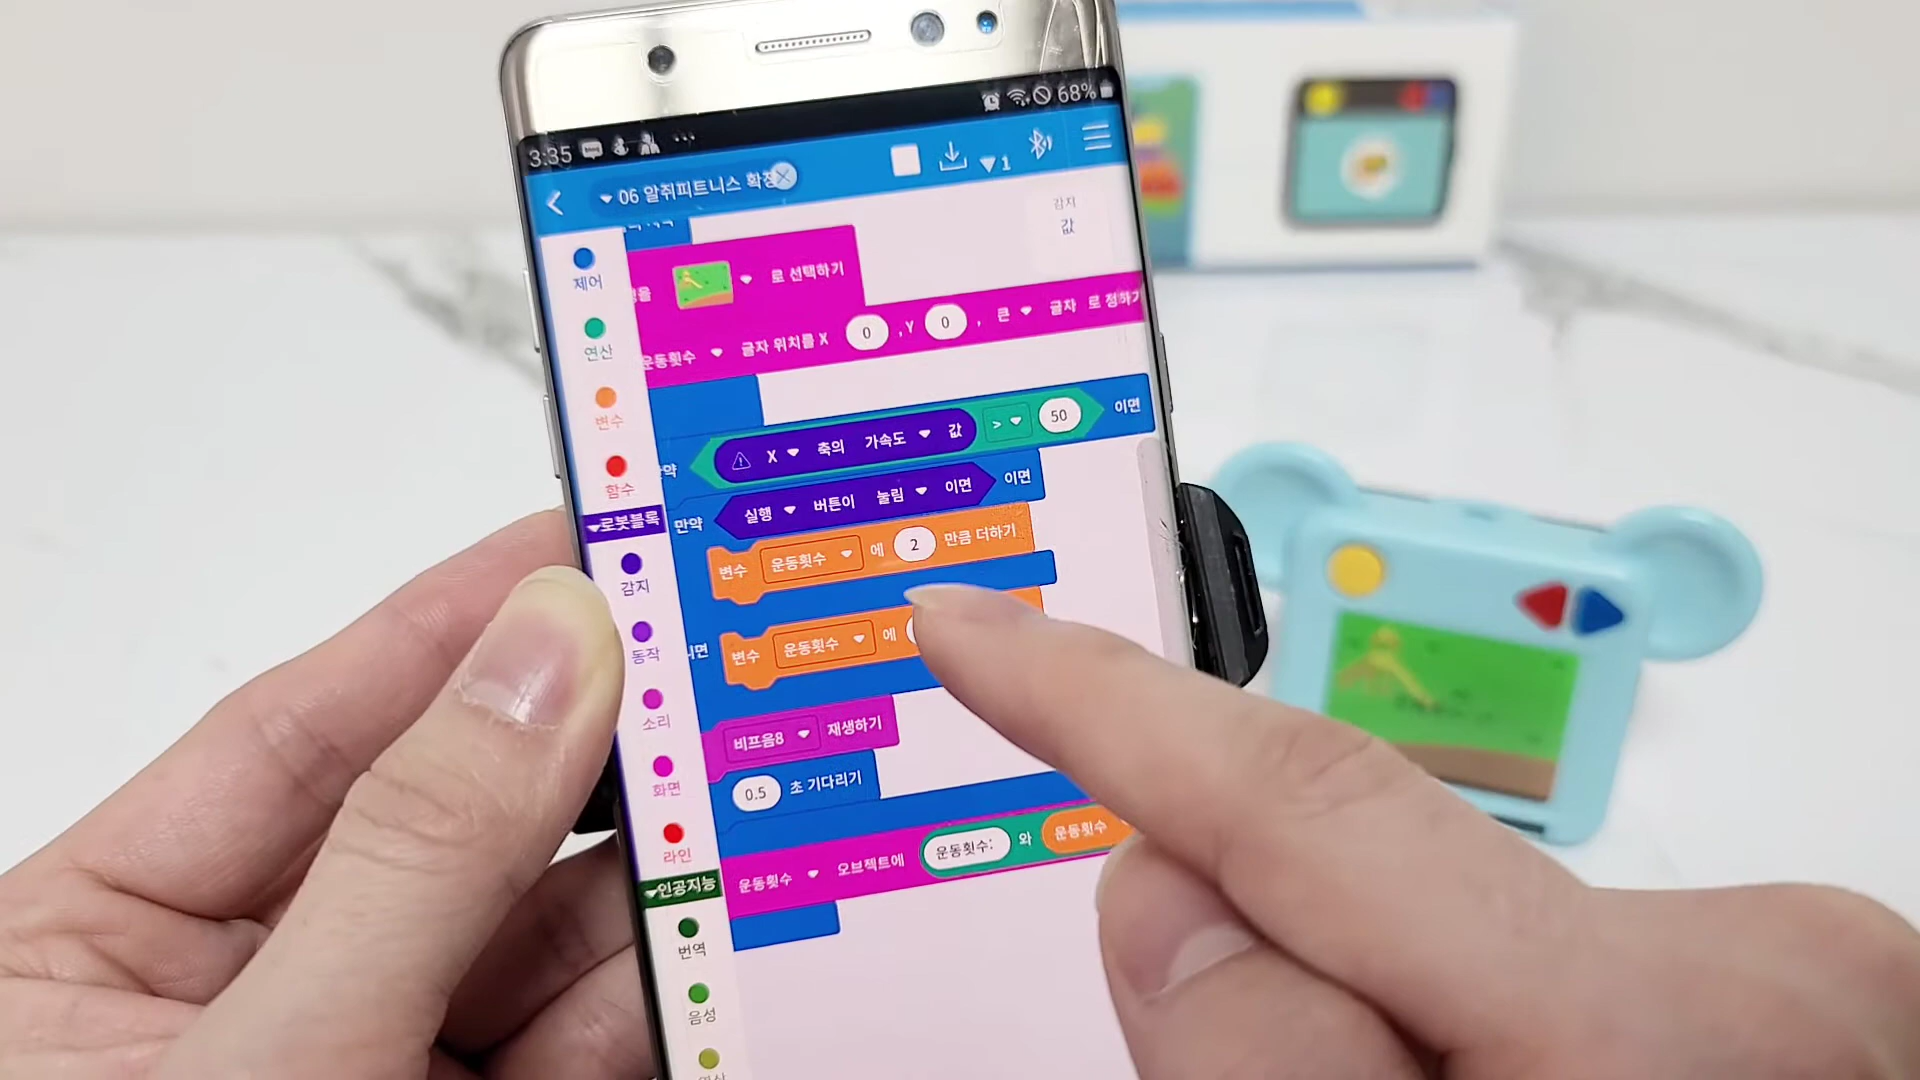 3:35
68%
06 알쥐피트니스 확장
1
감지
값
제어
연산
변수
함수
로봇블록
감지
동작
소리
화면
라인
인공지능
번역
음성
로 선택하기
운동횟수 글자 위치를 X 0 , Y 0 , 큰 글자 로 정하기
X 축의 가속도 값 > 50 이면
만약 실행 버튼이 눌림 이면 이면
변수 운동횟수 에 2 만큼 더하기
변수 운동횟수 에
비프음8 재생하기
0.5 초 기다리기
운동횟수 오브젝트에 운동횟수: 와 운동횟수